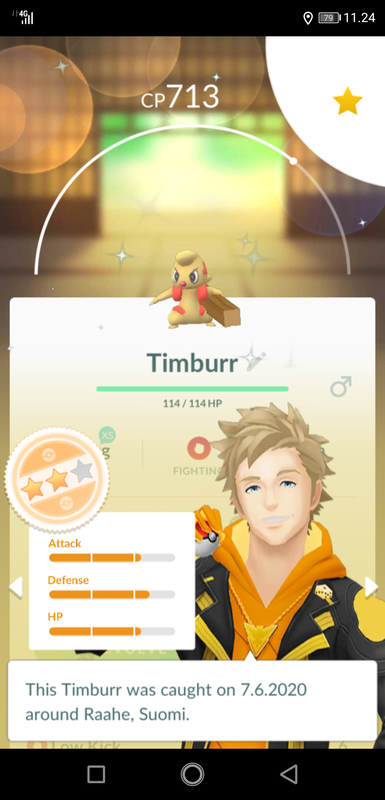 4G 79 11.24
CP713
Timburr
114 / 114 HP
XS
g
FIGHTING
Attack
Defense
HP
EVOLVE
This Timburr was caught on 7.6.2020
around Raahe, Suomi.
Low Kick